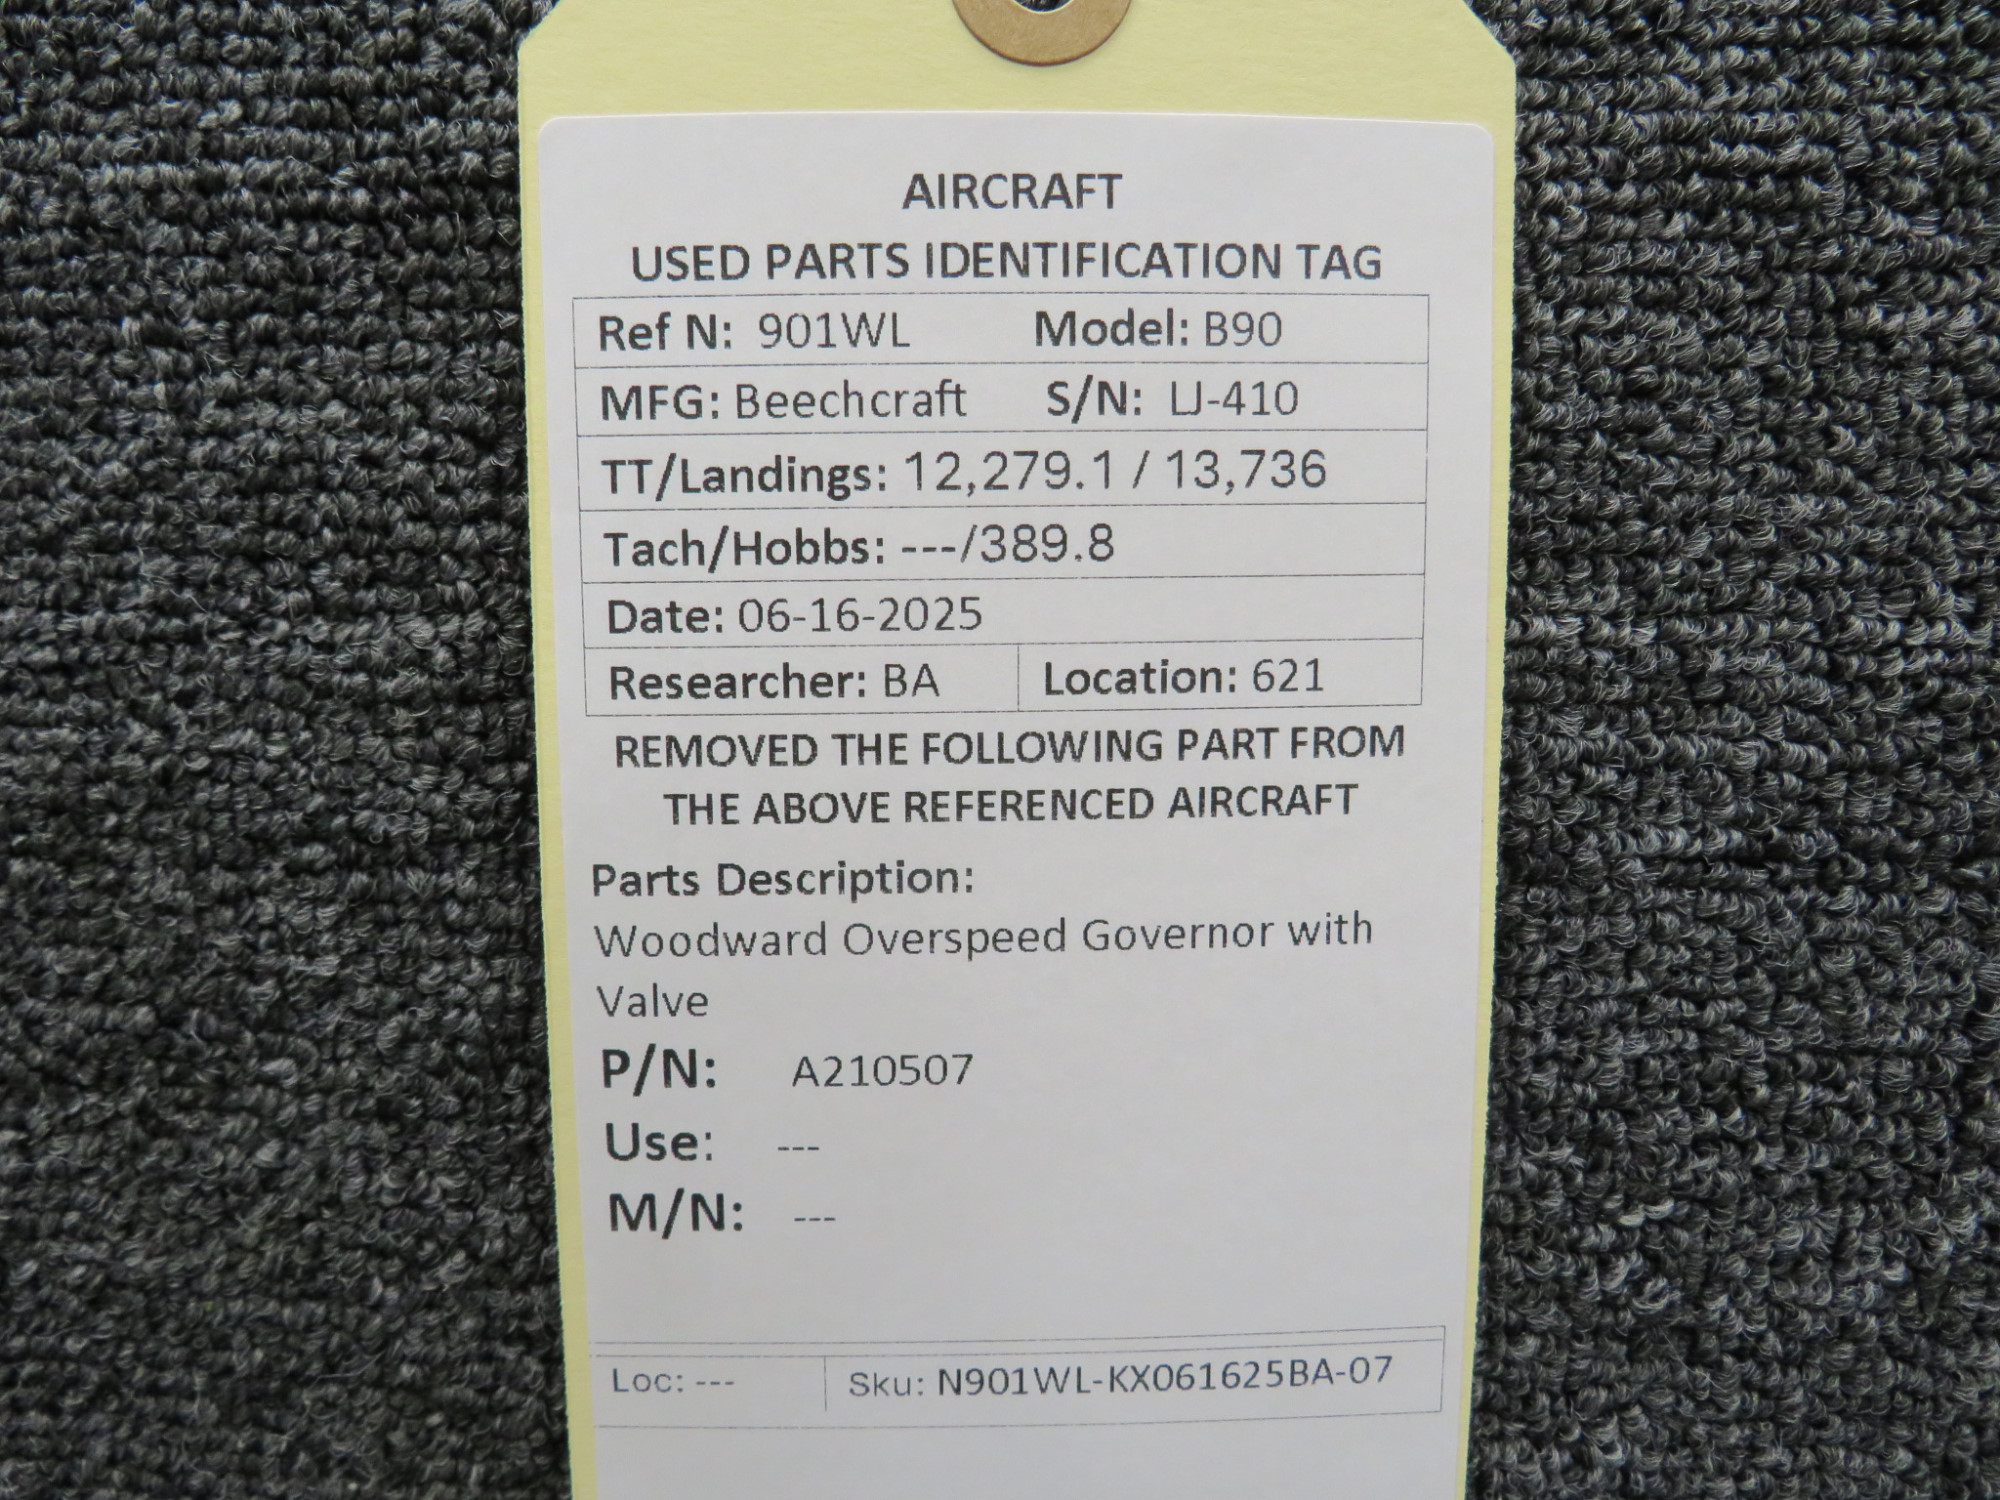 AIRCRAFT
USED PARTS IDENTIFICATION TAG
Ref N: 901WL Model: B90
MFG: Beechcraft S/N: LJ-410
TT/Landings: 12,279.1 / 13,736
Tach/Hobbs: ---/389.8
Date: 06-16-2025
Researcher: BA Location: 621
REMOVED THE FOLLOWING PART FROM
THE ABOVE REFERENCED AIRCRAFT
Parts Description:
Woodward Overspeed Governor with
Valve
P/N: A210507
Use: ---
M/N: ---
Loc: --- Sku: N901WL-KX061625BA-07